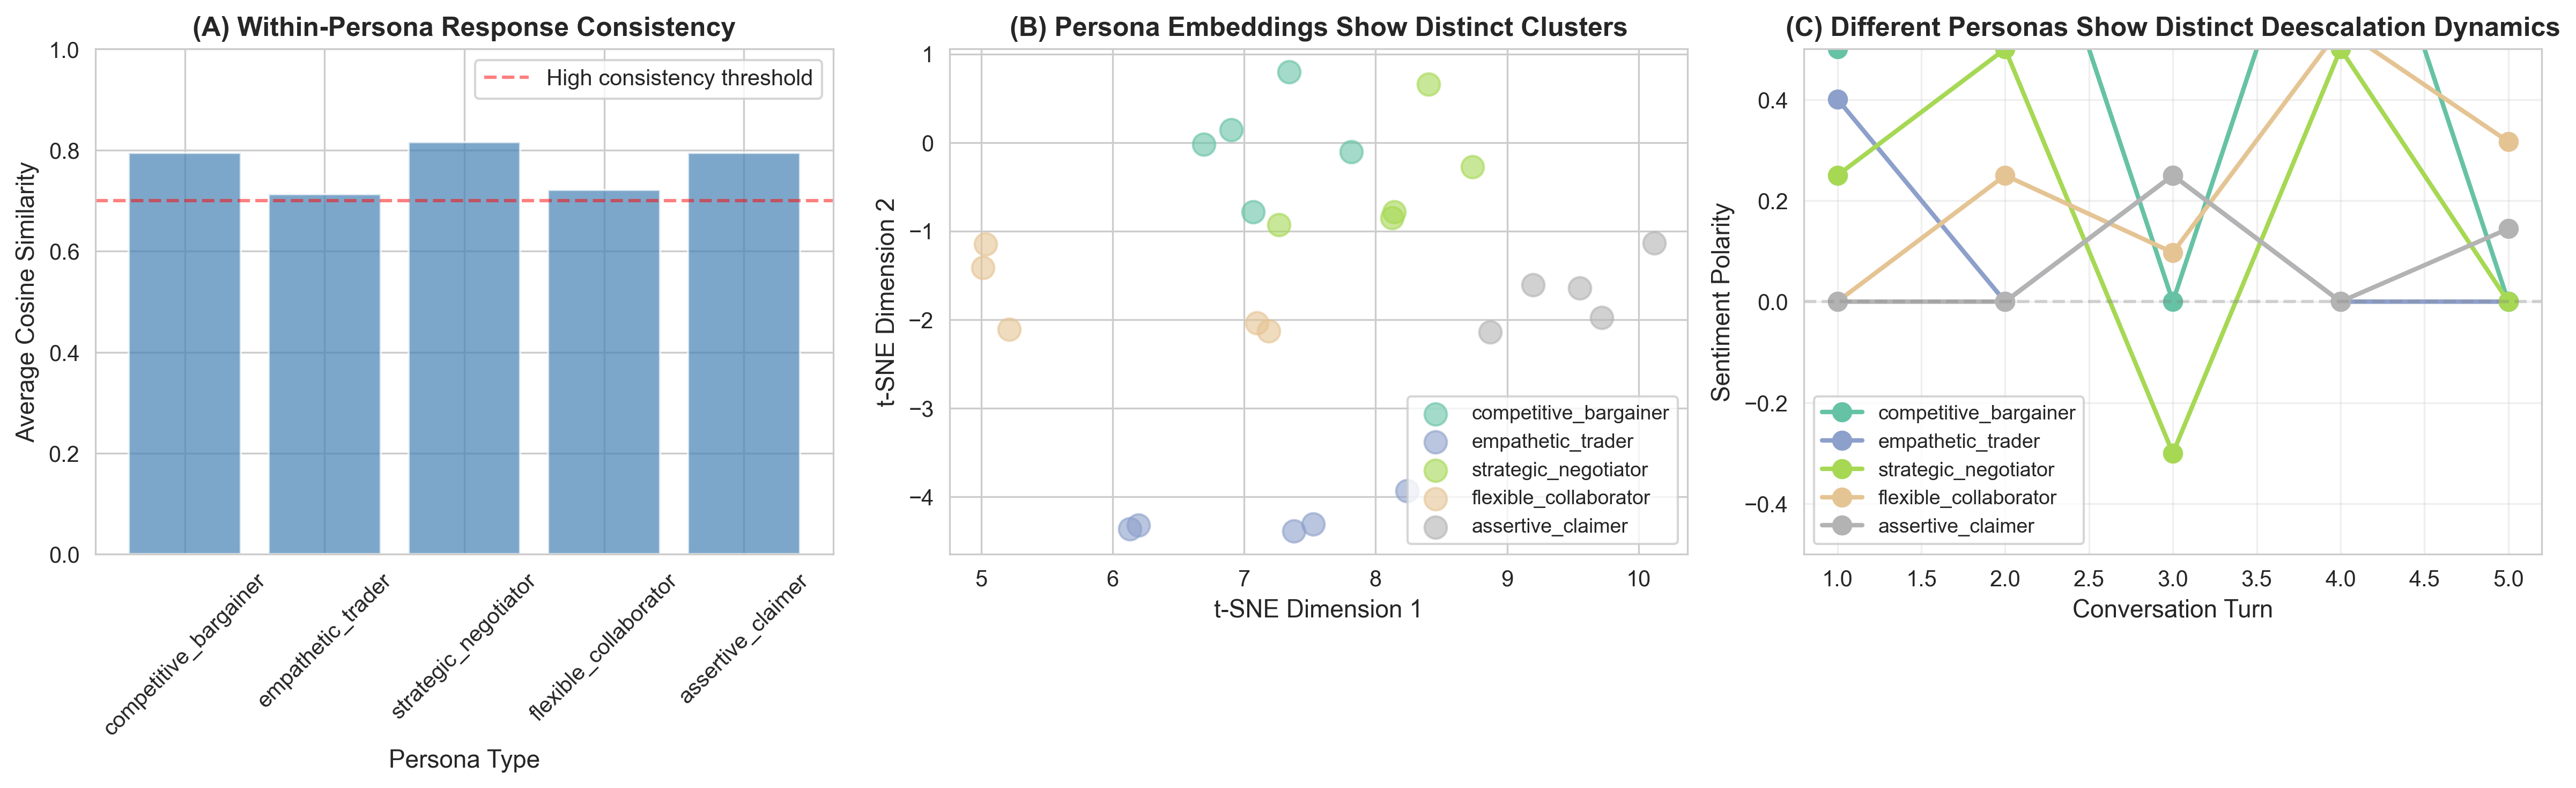 (A) Within-Persona Response Consistency
1.0
0.8
0.6
0.4
0.2
0.0
Average Cosine Similarity
High consistency threshold
competitive_bargainer
empathetic_trader
strategic_negotiator
flexible_collaborator
assertive_claimer
Persona Type
(B) Persona Embeddings Show Distinct Clusters
1
0
−1
−2
−3
−4
t-SNE Dimension 2
competitive_bargainer
empathetic_trader
strategic_negotiator
flexible_collaborator
assertive_claimer
5 6 7 8 9 10
t-SNE Dimension 1
(C) Different Personas Show Distinct Deescalation Dynamics
0.4
0.2
0.0
−0.2
−0.4
Sentiment Polarity
competitive_bargainer
empathetic_trader
strategic_negotiator
flexible_collaborator
assertive_claimer
1.0 1.5 2.0 2.5 3.0 3.5 4.0 4.5 5.0
Conversation Turn